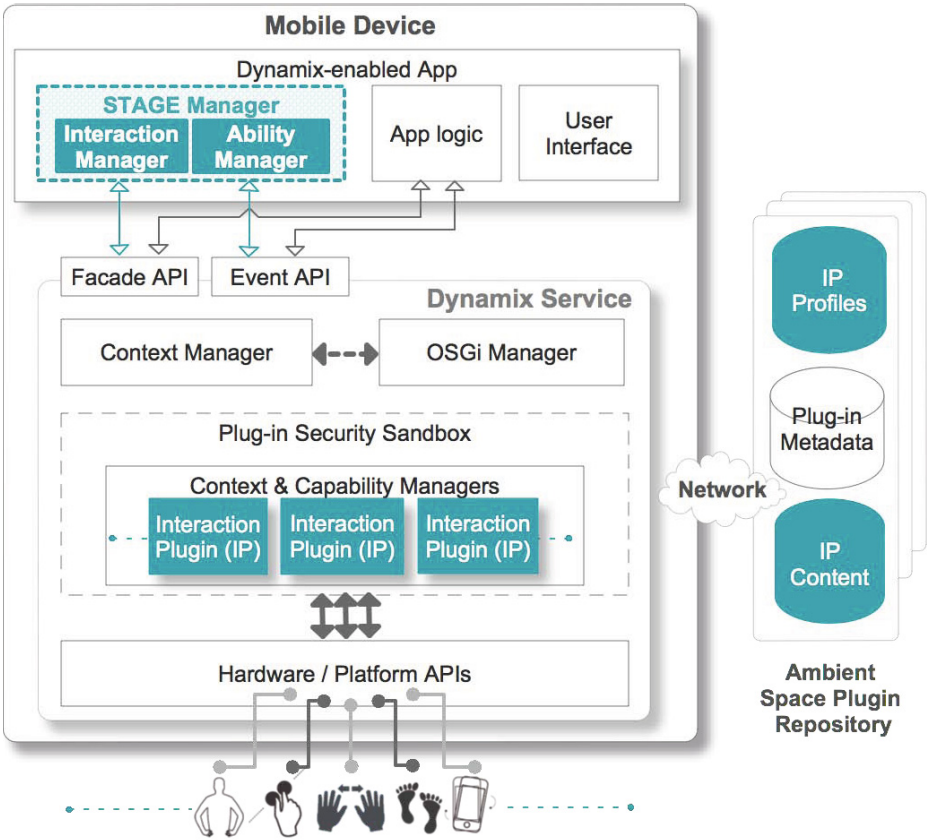 Mobile Device
Dynamix-enabled App
STAGE Manager
Interaction
Manager
Ability
Manager
App logic
User
Interface
Facade API
Event API
Dynamix Service
Context Manager
OSGi Manager
Plug-in Security Sandbox
Context & Capability Managers
Interaction
Plugin (IP)
Interaction
Plugin (IP)
Interaction
Plugin (IP)
Hardware / Platform APIs
Network
IP
Profiles
Plug-in
Metadata
IP
Content
Ambient
Space Plugin
Repository